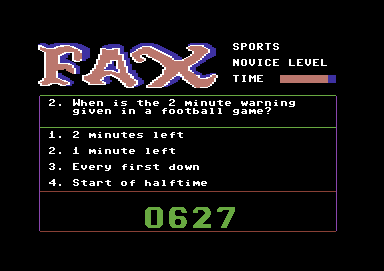 FAX
SPORTS
NOVICE LEVEL
TIME
2. When is the 2 minute warning
given in a football game?
1. 2 minutes left
2. 1 minute left
3. Every first down
4. Start of halftime
0627